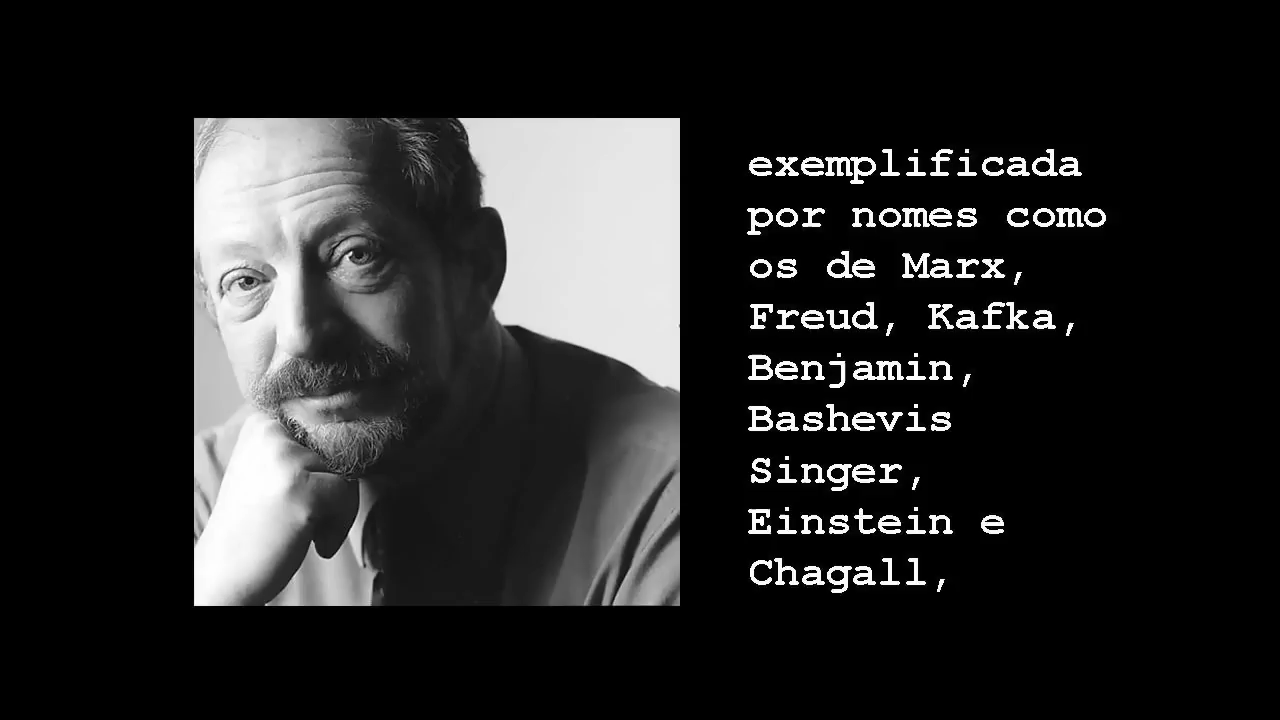 exemplificada
por nomes como
os de Marx,
Freud, Kafka,
Benjamin,
Bashevis
Singer,
Einstein e
Chagall,